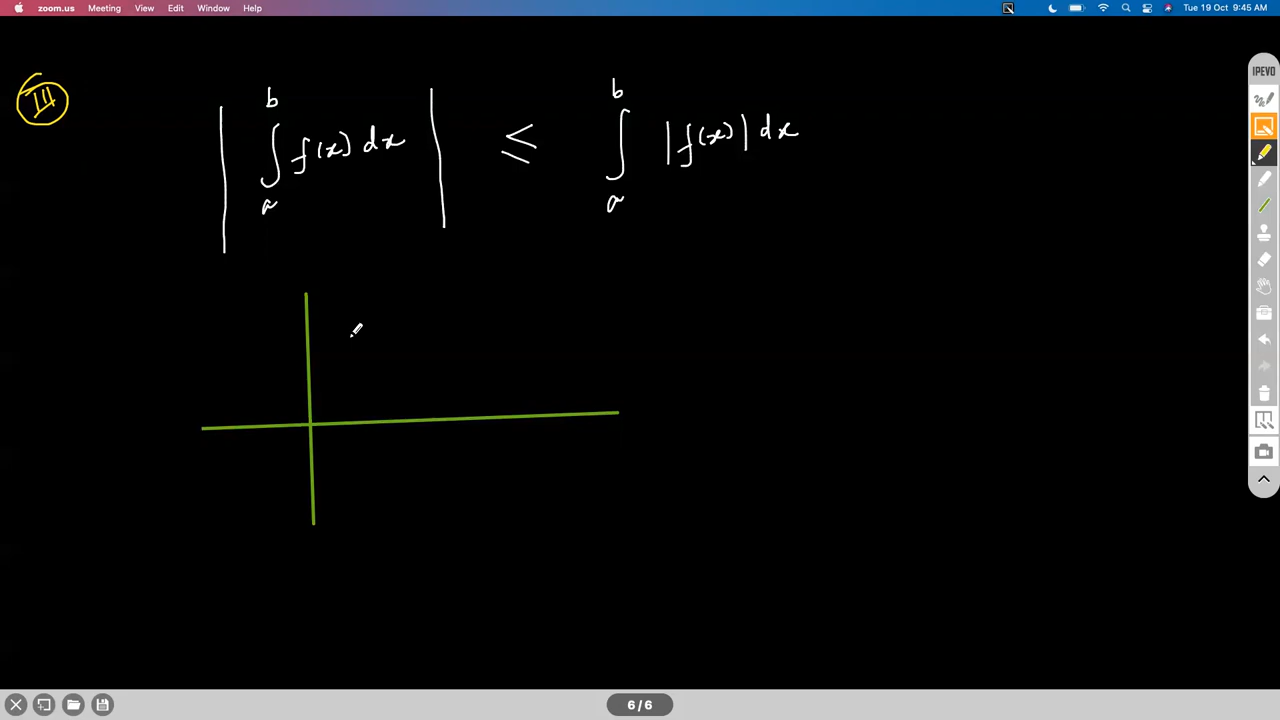 zoom.us Meeting View Edit Window Help Tue 19 Oct 9:45 AM
IPEVO
III
| ∫_a^b f(x) dx | ≤ ∫_a^b |f(x)| dx
6 / 6